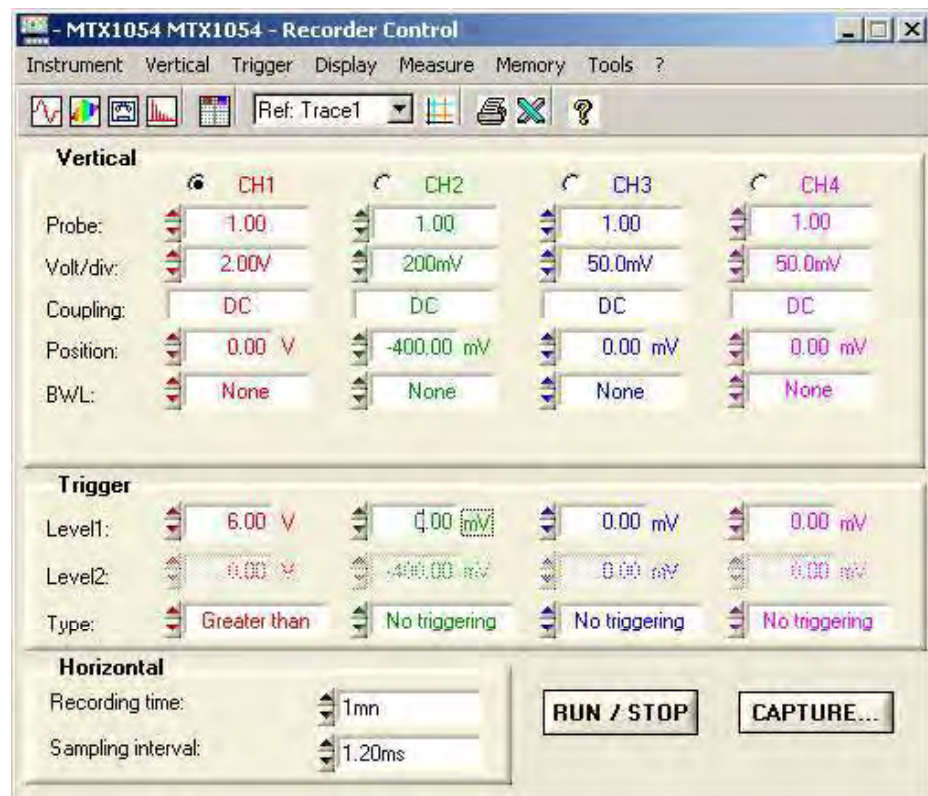 - MTX1054 MTX1054 - Recorder Control
Instrument Vertical Trigger Display Measure Memory Tools ?
Ref: Trace1
Vertical
CH1 CH2 CH3 CH4
Probe: 1.00 1.00 1.00 1.00
Volt/div: 2.00V 200mV 50.0mV 50.0mV
Coupling: DC DC DC DC
Position: 0.00 V -400.00 mV 0.00 mV 0.00 mV
BWL: None None None None
Trigger
Level1: 6.00 V 0.00 mV 0.00 mV 0.00 mV
Level2: 0.00 V -400.00 mV 0.00 mV 0.00 mV
Type: Greater than No triggering No triggering No triggering
Horizontal
Recording time: 1mn
Sampling interval: 1.20ms
RUN / STOP CAPTURE...